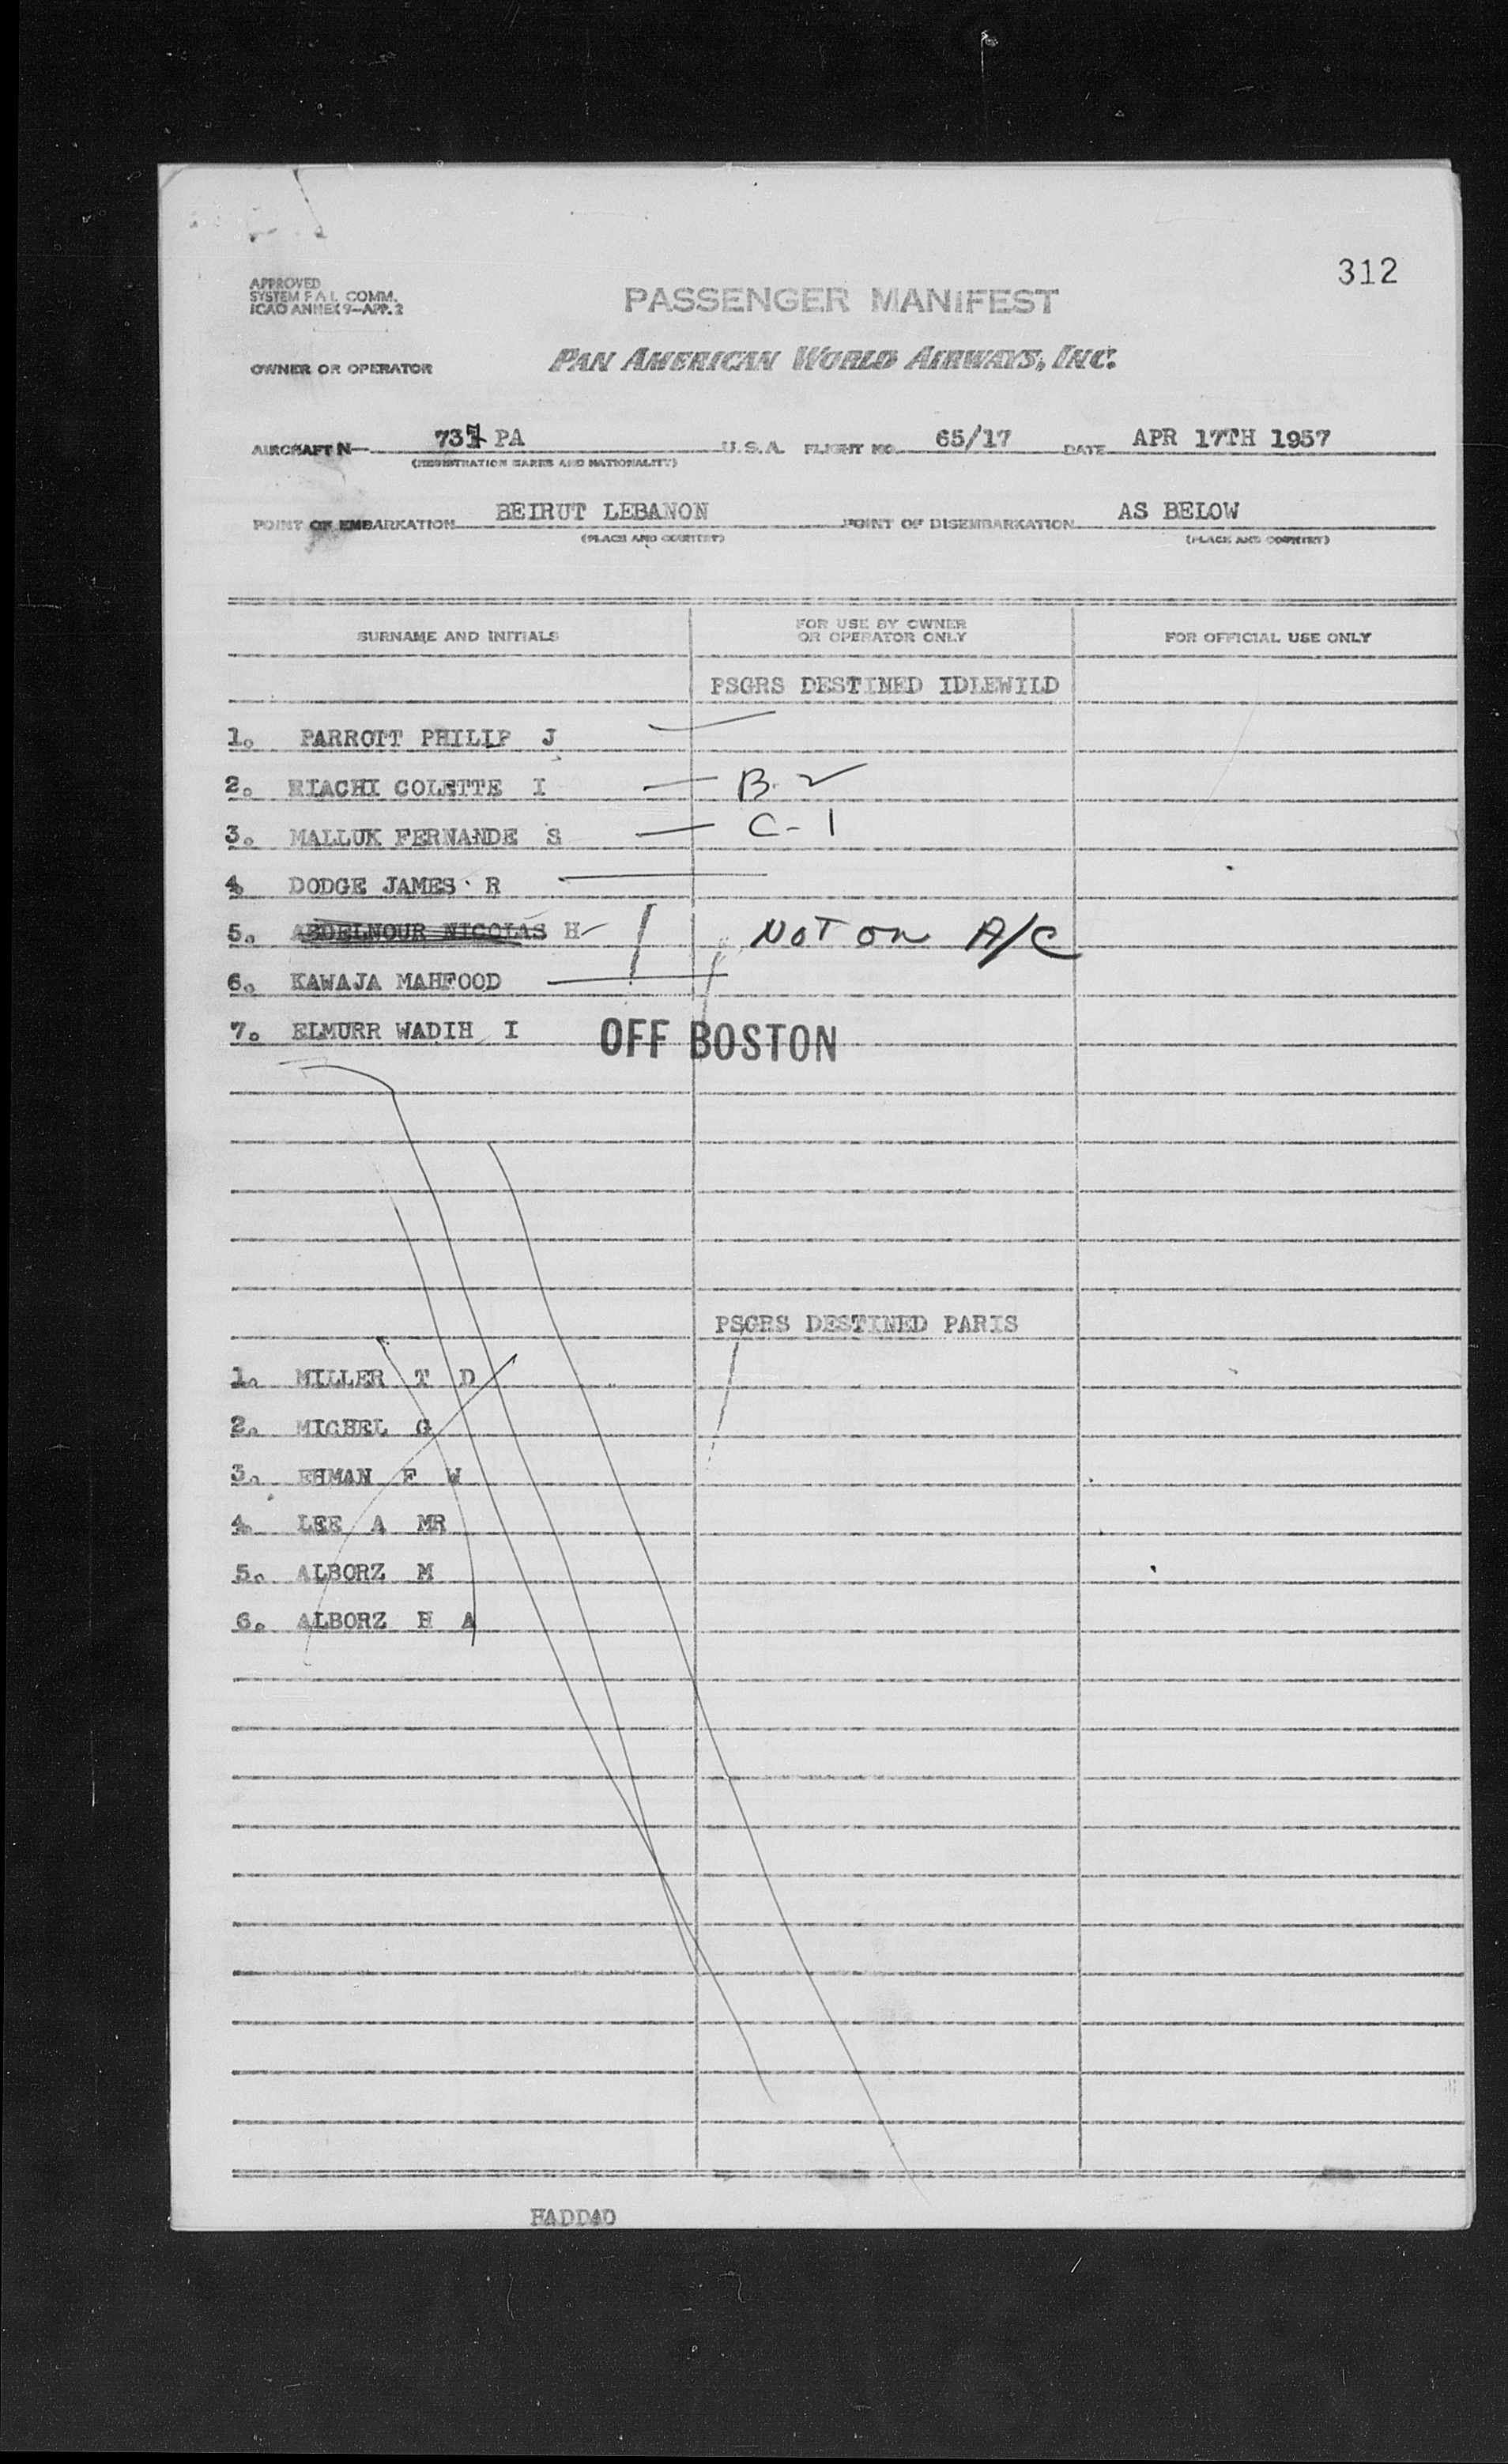 312
APPROVED
SYSTEM F A L COMM.
ICAO ANNEX 9-APP. 2
PASSENGER MANIFEST
OWNER OR OPERATOR PAN AMERICAN WORLD AIRWAYS, INC.
AIRCRAFT N- PA U.S.A. FLIGHT NO. 65/17 DATE APR 17TH 1957
(REGISTRATION MARKS AND NATIONALITY)
POINT OF EMBARKATION BEIRUT LEBANON POINT OF DISEMBARKATION AS BELOW
(PLACE AND COUNTRY) (PLACE AND COUNTRY)
SURNAME AND INITIALS FOR USE BY OWNER OR OPERATOR ONLY FOR OFFICIAL USE ONLY
PSGRS DESTINED IDLEWILD
1. PARROTT PHILIP J
2. RIACHI COLETTE I B-2
3. MALLUK FERNANDE S C-1
4. DODGE JAMES R
5. ABDELNOUR NICOLAS H NOT ON A/C
6. KAWAJA MAHFOOD
7. ELMURR WADIH I OFF BOSTON
PSGRS DESTINED PARIS
1. MILLER T D
2. MICHEL G
3. EHMAN F W
4. LEE A MR
5. ALBORZ M
6. ALBORZ H A
HADDAD